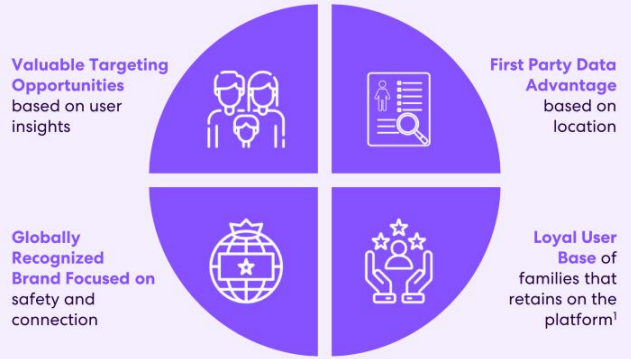 Valuable Targeting
Opportunities
based on user
insights
First Party Data
Advantage
based on
location
Globally
Recognized
Brand Focused on
safety and
connection
Loyal User
Base of
families that
retains on the
platform¹